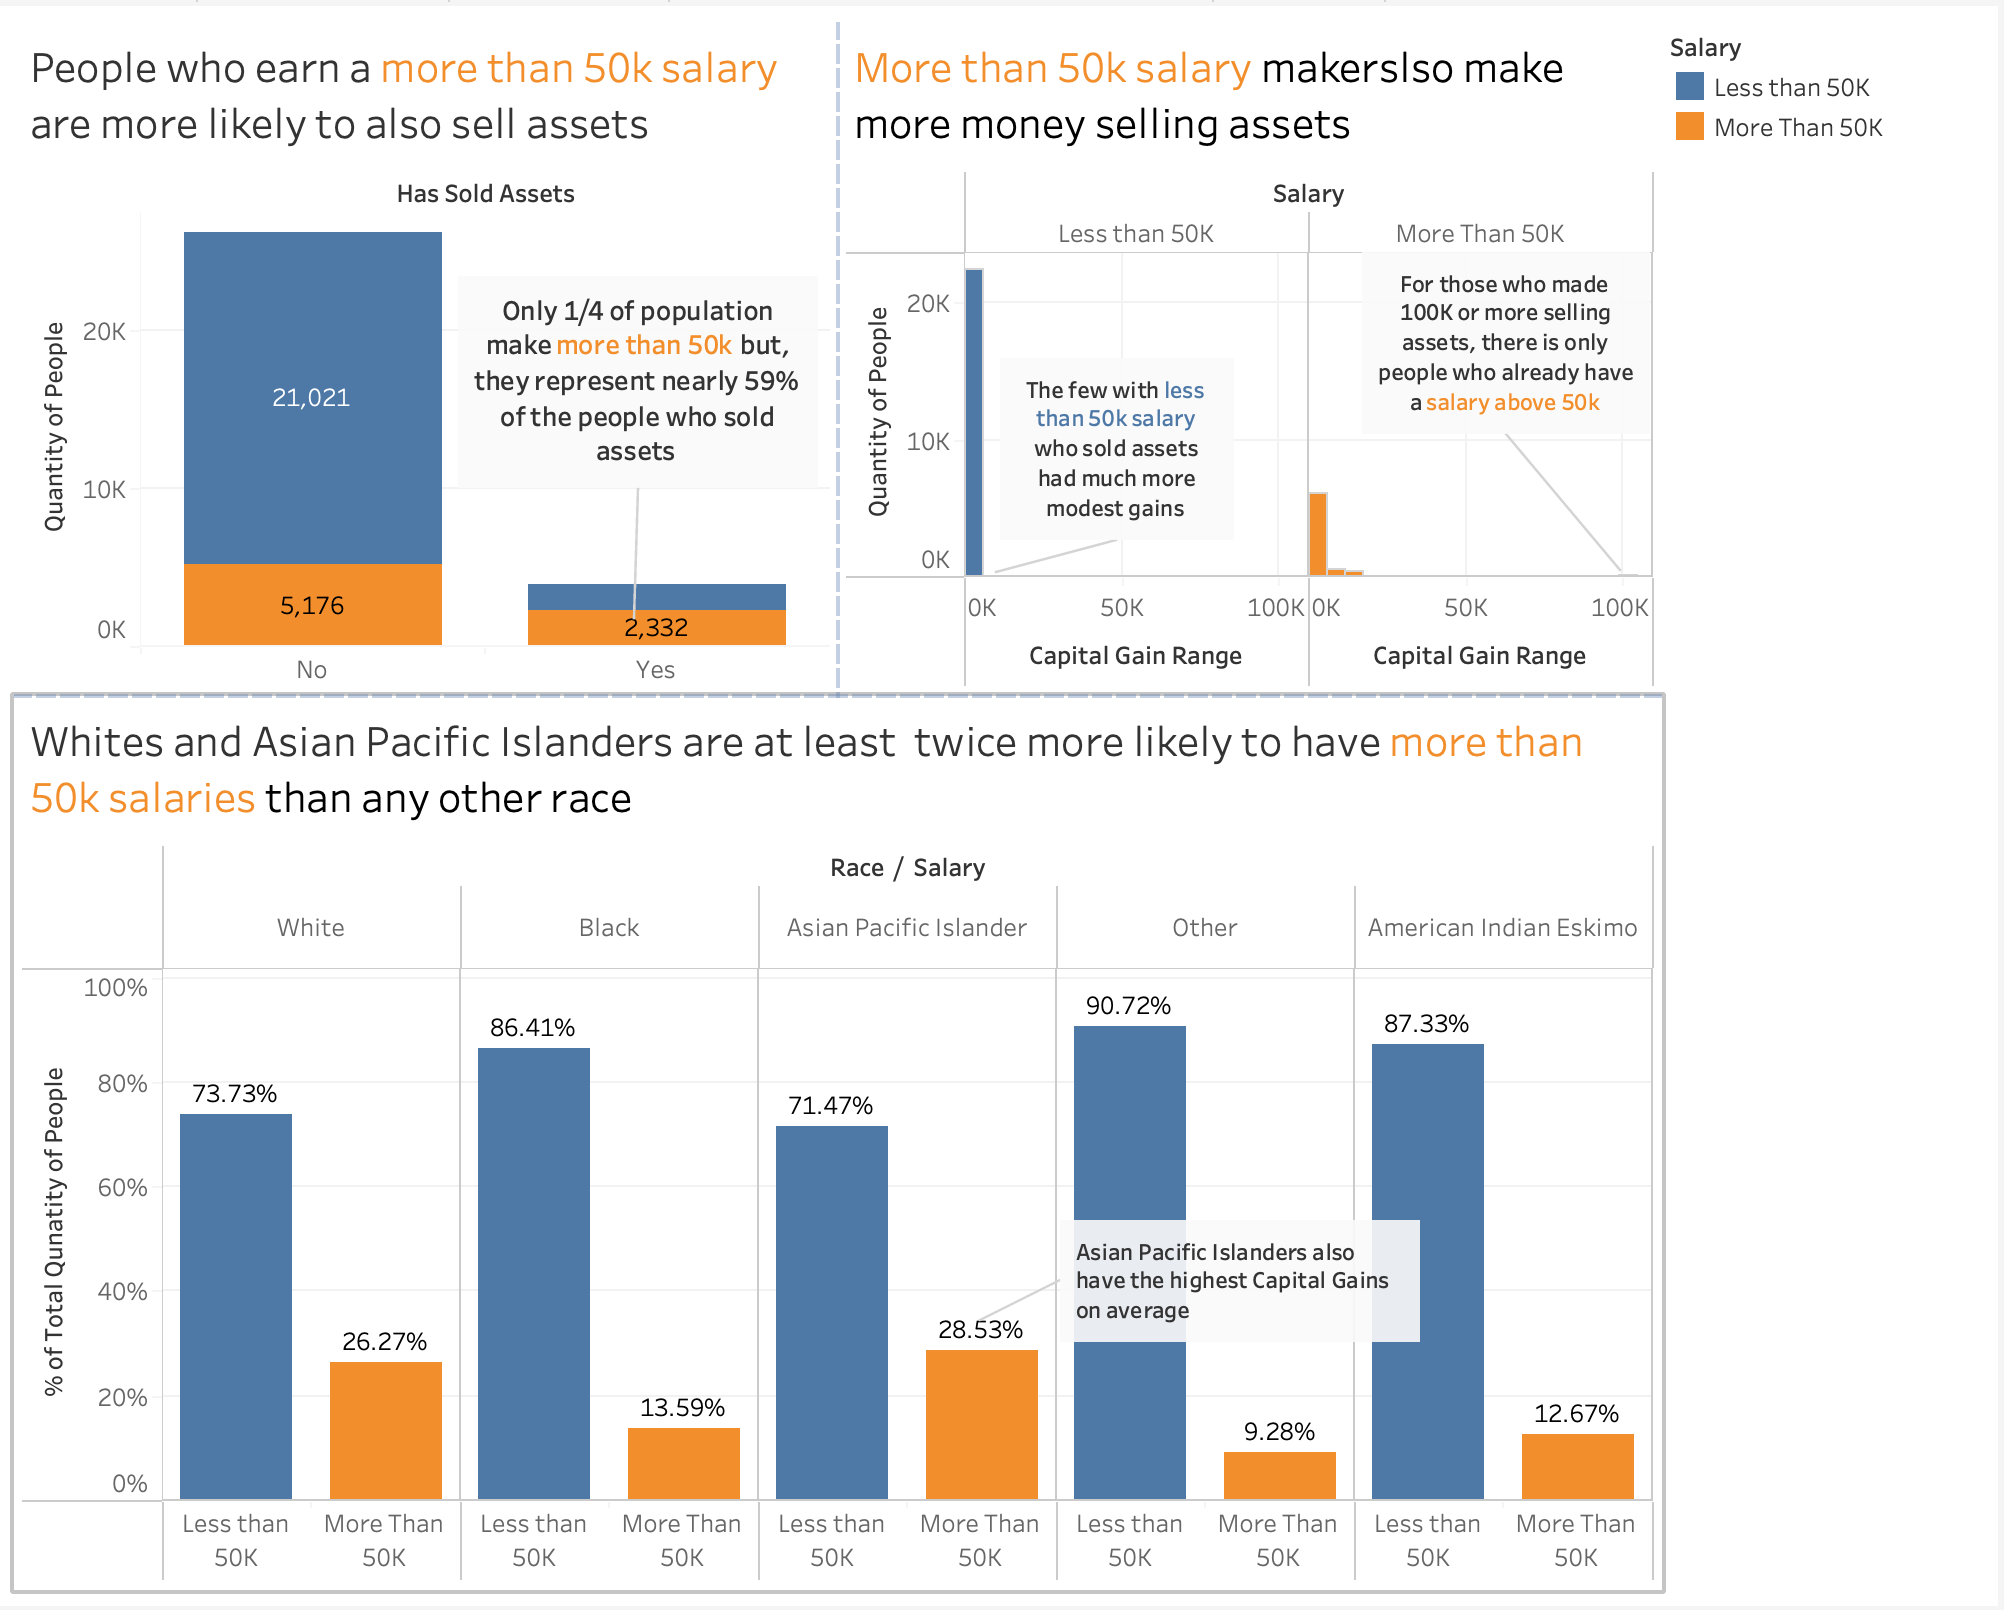 People who earn a more than 50k salary
are more likely to also sell assets
Has Sold Assets
Quantity of People
20K
10K
0K
21,021
5,176
2,332
No
Yes
Only 1/4 of population
make more than 50k but,
they represent nearly 59%
of the people who sold
assets
More than 50k salary makerslso make
more money selling assets
Salary
Less than 50K
More Than 50K
Quantity of People
20K
10K
0K
The few with less
than 50k salary
who sold assets
had much more
modest gains
For those who made
100K or more selling
assets, there is only
people who already have
a salary above 50k
0K
50K
100K
0K
50K
100K
Capital Gain Range
Capital Gain Range
Salary
Less than 50K
More Than 50K
Whites and Asian Pacific Islanders are at least  twice more likely to have more than
50k salaries than any other race
Race / Salary
White
Black
Asian Pacific Islander
Other
American Indian Eskimo
% of Total Qunatity of People
100%
80%
60%
40%
20%
0%
73.73%
26.27%
86.41%
13.59%
71.47%
28.53%
90.72%
9.28%
87.33%
12.67%
Asian Pacific Islanders also
have the highest Capital Gains
on average
Less than
50K
More Than
50K
Less than
50K
More Than
50K
Less than
50K
More Than
50K
Less than
50K
More Than
50K
Less than
50K
More Than
50K